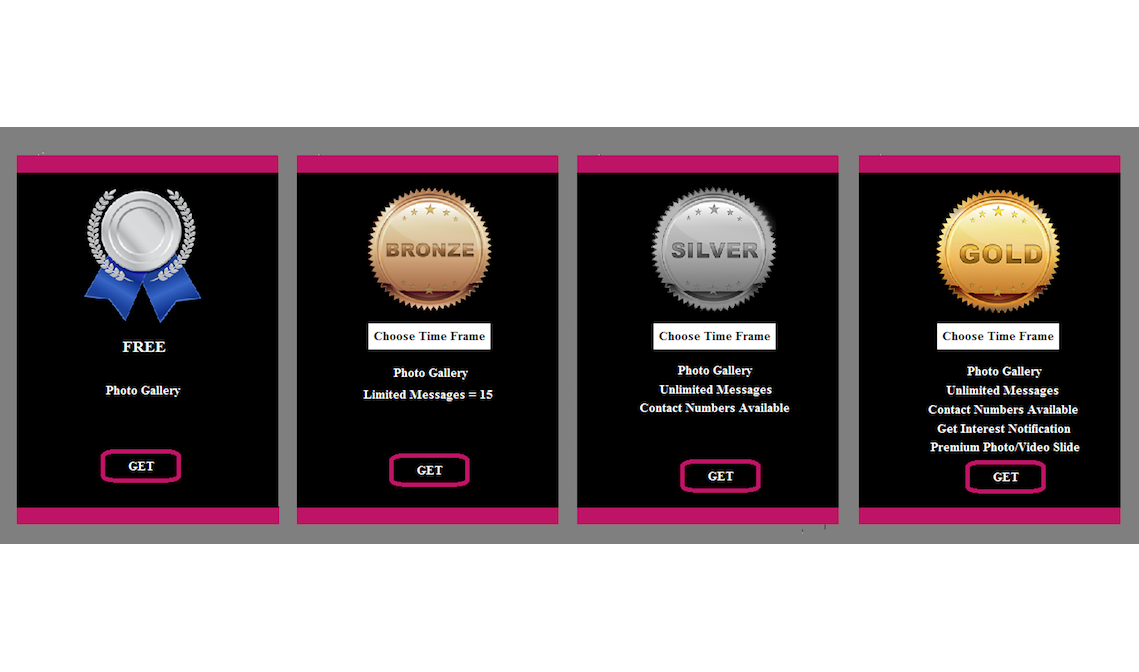 FREE
Photo Gallery
GET
BRONZE
Choose Time Frame
Photo Gallery
Limited Messages = 15
GET
SILVER
Choose Time Frame
Photo Gallery
Unlimited Messages
Contact Numbers Available
GET
GOLD
Choose Time Frame
Photo Gallery
Unlimited Messages
Contact Numbers Available
Get Interest Notification
Premium Photo/Video Slide
GET